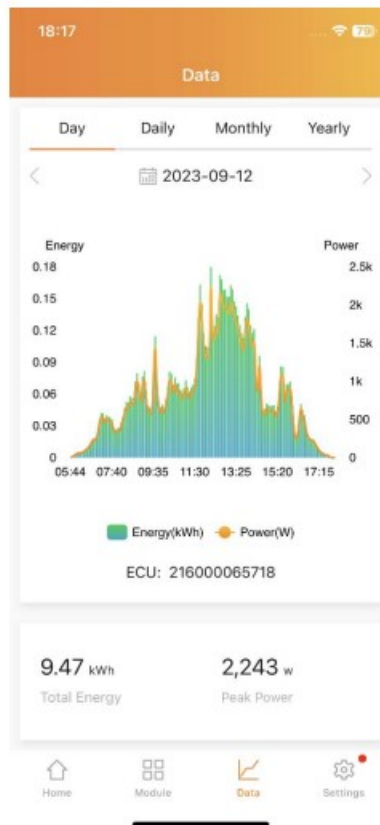 18:17
79
Data
Day Daily Monthly Yearly
2023-09-12
Energy Power
0.18 2.5k
0.15 2k
0.12 1.5k
0.09 1k
0.06 500
0.03
0 0
05:44 07:40 09:35 11:30 13:25 15:20 17:15
Energy(kWh) Power(W)
ECU: 216000065718
9.47 kWh 2,243 w
Total Energy Peak Power
Home Module Data Settings